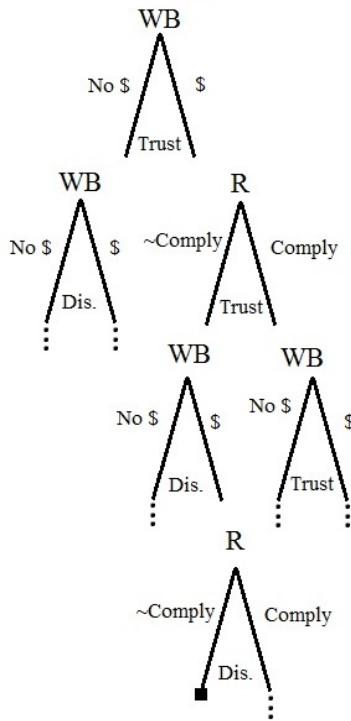 WB
No $ $
Trust
WB R
No $ $ ~Comply Comply
Dis. Trust
WB WB
No $ $ No $ $
Dis. Trust
R
~Comply Comply
Dis.